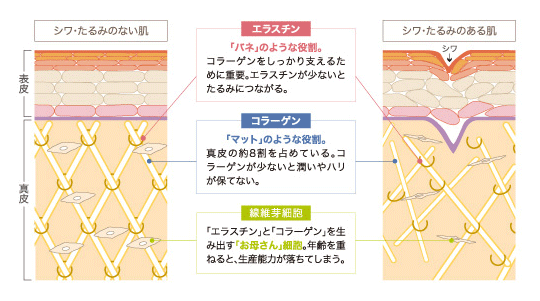 シワ・たるみのない肌
エラスチン
シワ・たるみのある肌
「バネ」のような役割。
コラーゲンをしっかり支えるた
めに重要。エラスチンが少ないと
たるみにつながる。
シワ
表皮
コラーゲン
「マット」のような役割。
真皮の約8割を占めている。コ
ラーゲンが少ないと潤いやハリ
が保てない。
真皮
線維芽細胞
「エラスチン」と「コラーゲン」を生
み出す「お母さん」細胞。年齢を重
ねると、生産能力が落ちてしまう。